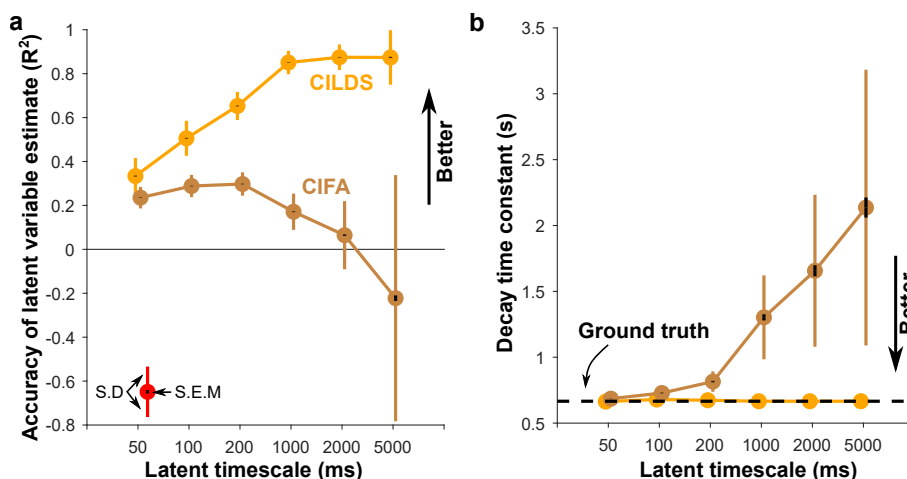 a
Accuracy of latent variable estimate (R²)
1
0.8
0.6
0.4
0.2
0
-0.2
-0.4
-0.6
-0.8
CILDS
CIFA
Better
S.D
S.E.M
50 100 200 1000 2000 5000
Latent timescale (ms)
b
Decay time constant (s)
3.5
3
2.5
2
1.5
1
0.5
Ground truth
Better
50 100 200 1000 2000 5000
Latent timescale (ms)